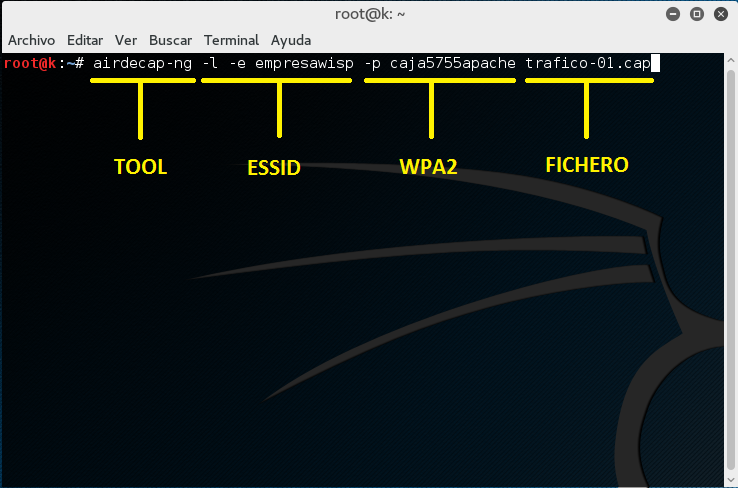 root@k: ~
Archivo Editar Ver Buscar Terminal Ayuda
root@k:~# airdecap-ng -l -e empresawisp -p caja5755apache trafico-01.cap
TOOL ESSID WPA2 FICHERO